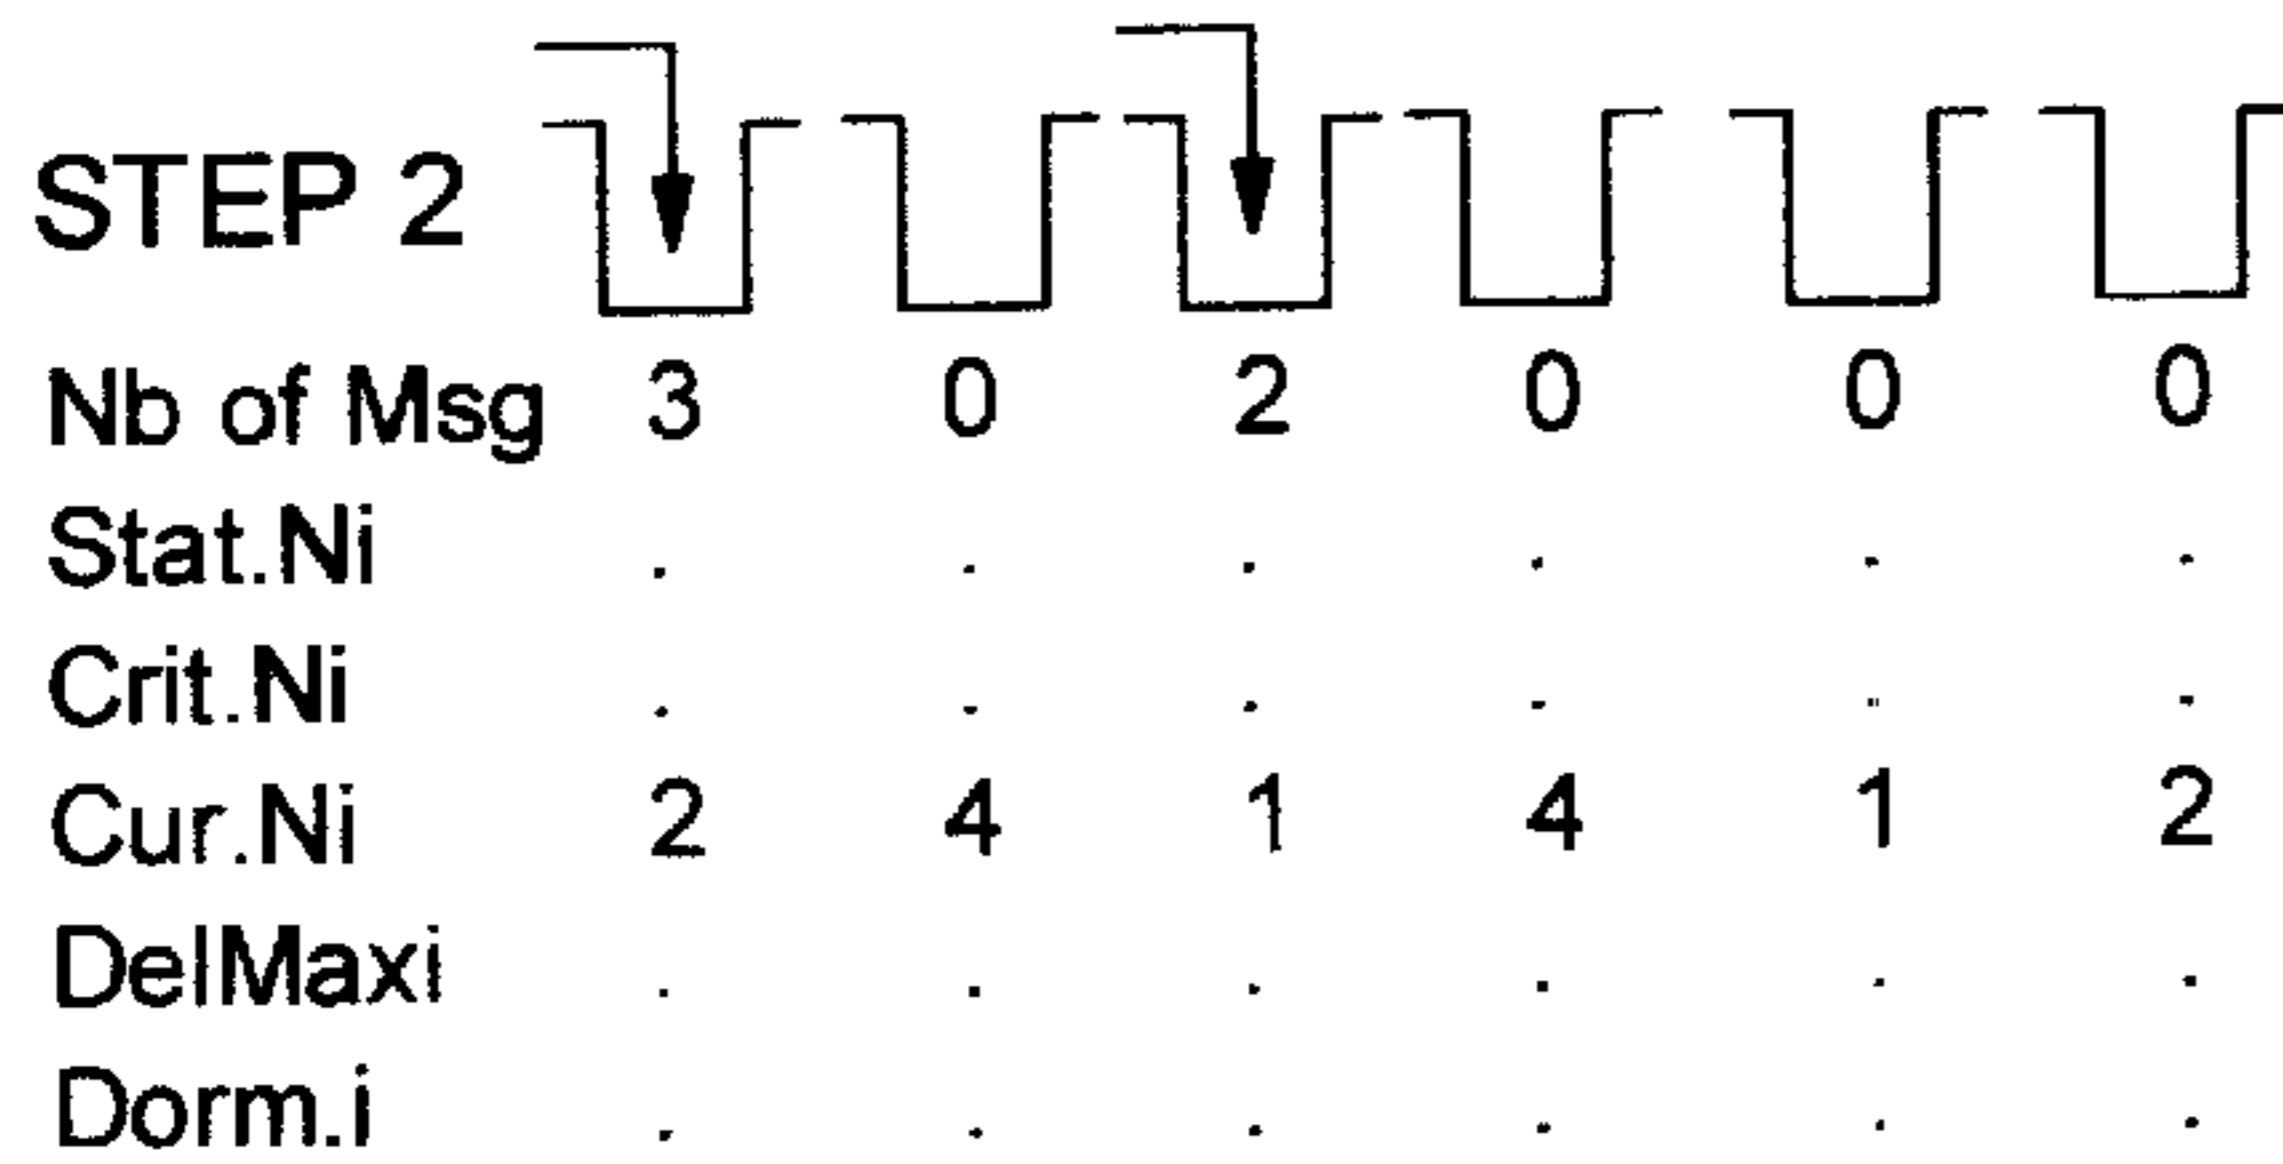 STEP 2
Nb of Msg 3 0 2 0 0 0
Stat.Ni . . . . . .
Crit.Ni . . . . . .
Cur.Ni 2 4 1 4 1 2
DelMaxi . . . . . .
Dorm.i . . . . . .